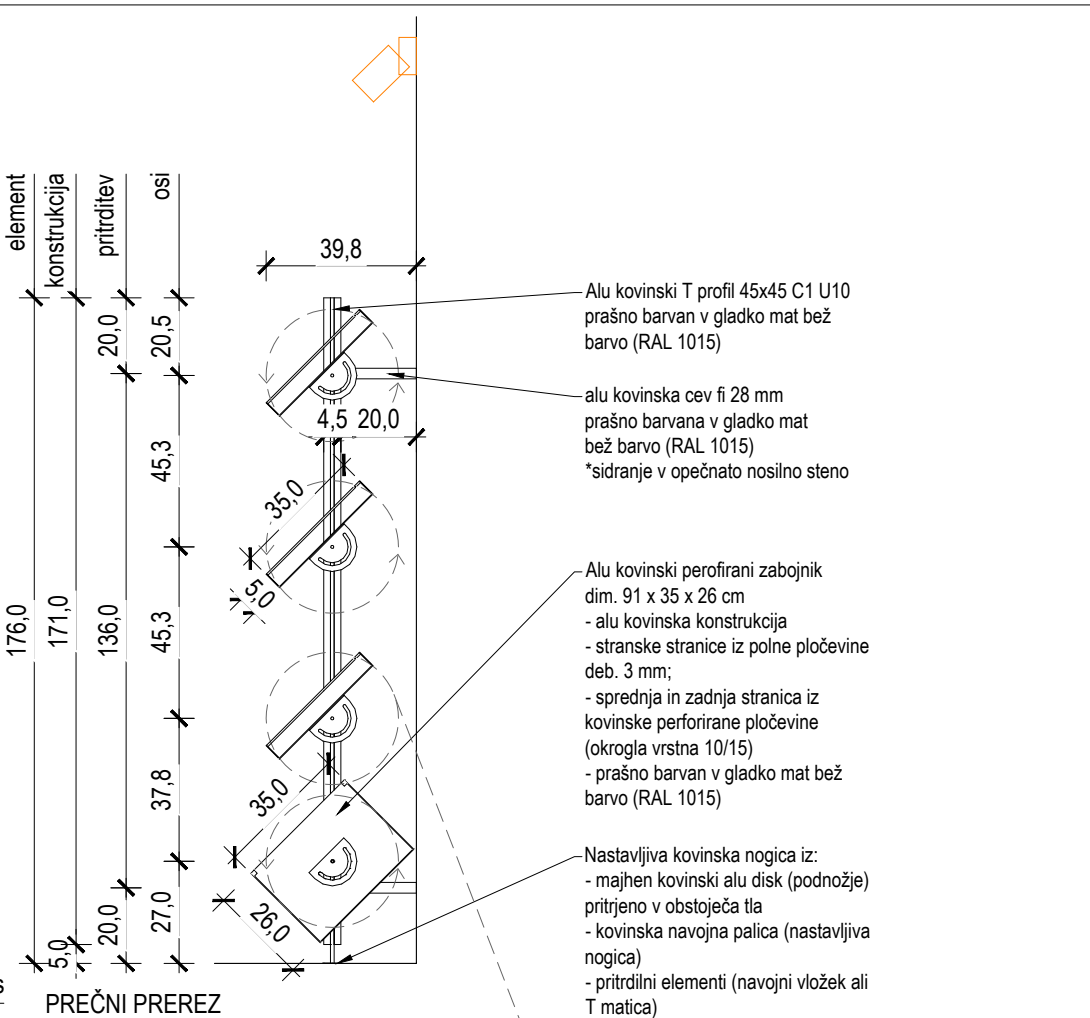 element
konstrukcija
pritrditev
osi
39,8
20,0
20,5
4,5 20,0
45,3
35,0
5,0
176,0
171,0
136,0
45,3
37,8
35,0
26,0
5,0
20,0
27,0
s
PREČNI PREREZ
Alu kovinski T profil 45x45 C1 U10
prašno barvan v gladko mat bež
barvo (RAL 1015)
alu kovinska cev fi 28 mm
prašno barvana v gladko mat
bež barvo (RAL 1015)
*sidranje v opečnato nosilno steno
Alu kovinski perofirani zabojnik
dim. 91 x 35 x 26 cm
- alu kovinska konstrukcija
- stranske stranice iz polne pločevine
deb. 3 mm;
- sprednja in zadnja stranica iz
kovinske perforirane pločevine
(okrogla vrstna 10/15)
- prašno barvan v gladko mat bež
barvo (RAL 1015)
Nastavljiva kovinska nogica iz:
- majhen kovinski alu disk (podnožje)
pritrjeno v obstoječa tla
- kovinska navojna palica (nastavljiva
nogica)
- pritrdilni elementi (navojni vložek ali
T matica)